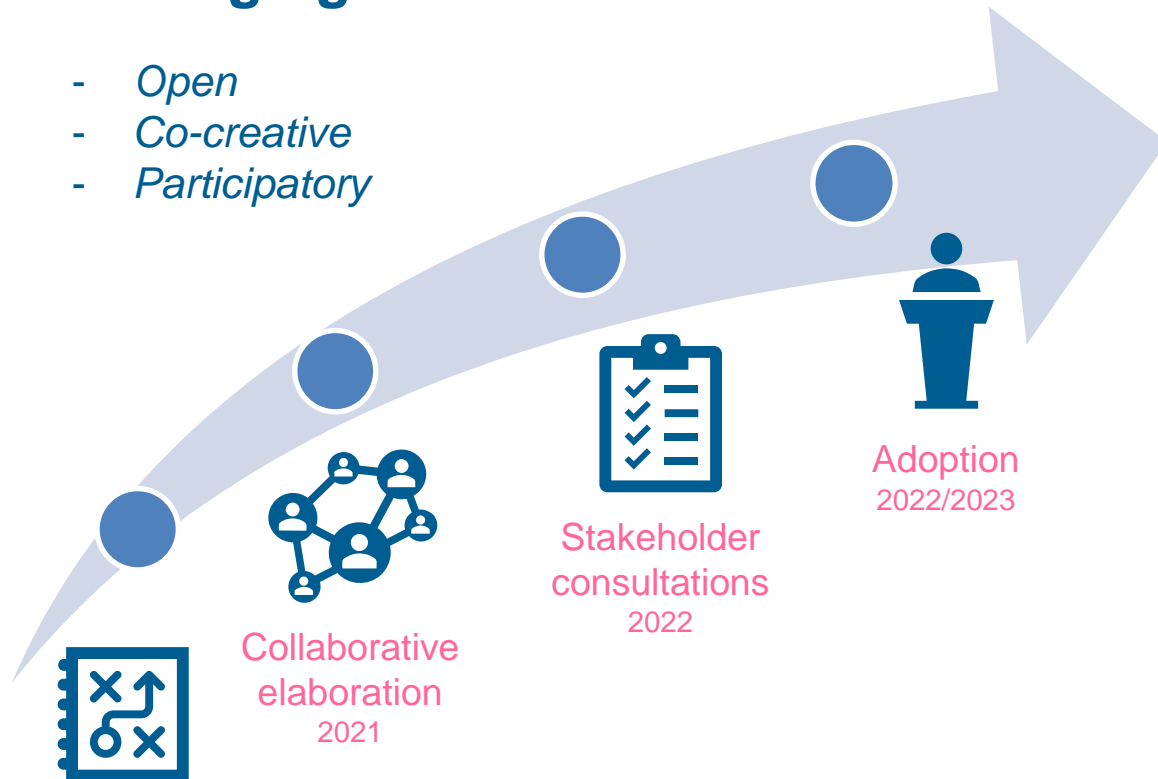 - Open
- Co-creative
- Participatory
Adoption
2022/2023
Stakeholder
consultations
2022
Collaborative
elaboration
2021